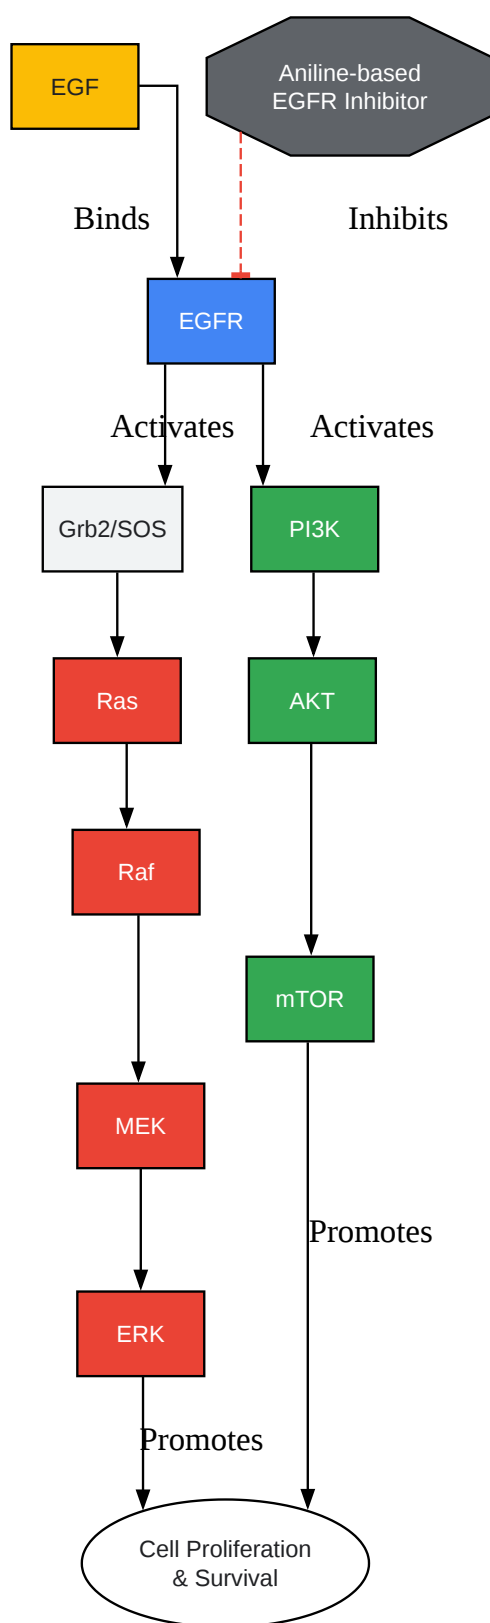 EGF
Aniline-based
EGFR Inhibitor
Binds
Inhibits
EGFR
Activates
Activates
Grb2/SOS
PI3K
Ras
AKT
Raf
mTOR
MEK
Promotes
ERK
Promotes
Cell Proliferation
& Survival